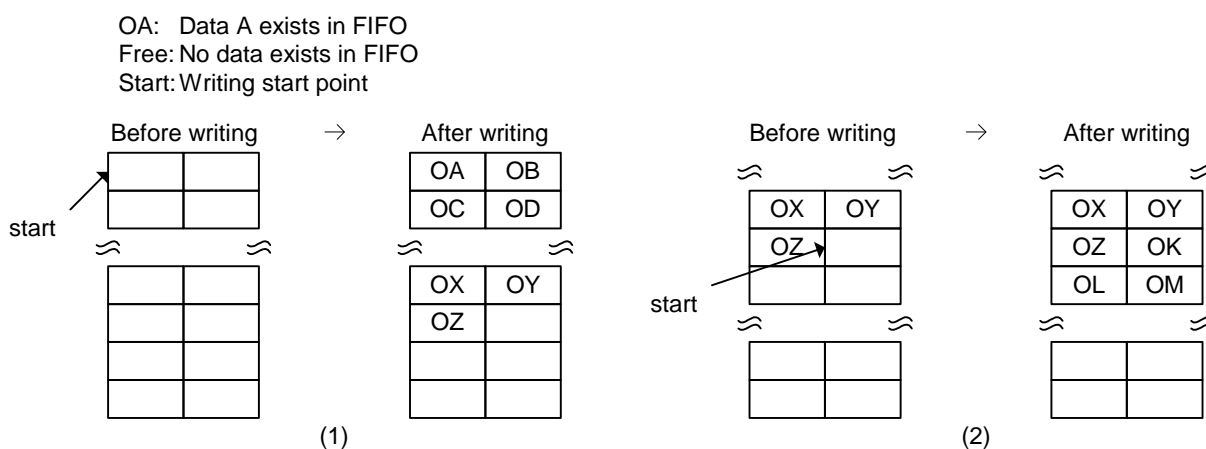 OA: Data A exists in FIFO
Free: No data exists in FIFO
Start: Writing start point
Before writing → After writing
OA OB
OC OD
start
OX OY
OZ
(1)
Before writing → After writing
OX OY OX OY
OZ OZ OK
OL OM
start
(2)